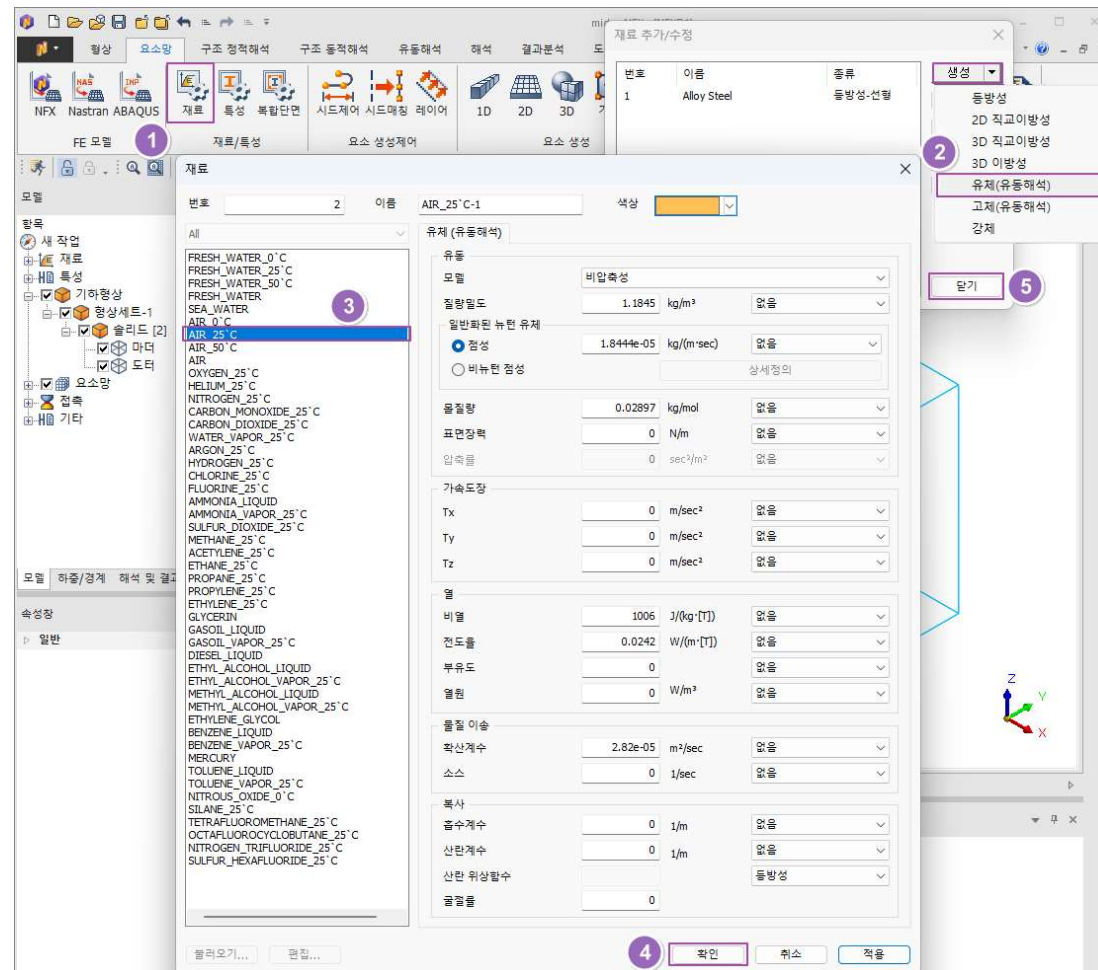 형상 요소망 구조 정적해석 구조 동적해석 유동해석 해석 결과분석
NAS INP
NFX Nastran ABAQUS 재료 특성 복합단면 시드제어 시드매칭 레이어 1D 2D 3D
FE 모델 재료/특성 요소 생성제어 요소 생성
1
재료 추가/수정
번호 이름 종류
1 Alloy Steel 등방성-선형
생성
등방성
2D 직교이방성
3D 직교이방성
2
3D 이방성
유체(유동해석)
고체(유동해석)
강체
닫기
5
모델
항목
새 작업
재료
특성
기하형상
형상세트-1
솔리드 [2]
마더
도터
요소망
접촉
기타
모델 하중/경계
속성창
일반
재료
번호 2 이름 AIR_25`C-1 색상
All
FRESH_WATER_0`C
FRESH_WATER_25`C
FRESH_WATER_50`C
FRESH_WATER
SEA_WATER
AIR_0`C
AIR_25`C
AIR_50`C
AIR
OXYGEN_25`C
HELIUM_25`C
NITROGEN_25`C
CARBON_MONOXIDE_25`C
CARBON_DIOXIDE_25`C
WATER_VAPOR_25`C
ARGON_25`C
HYDROGEN_25`C
CHLORINE_25`C
FLUORINE_25`C
AMMONIA_LIQUID
AMMONIA_VAPOR_25`C
SULFUR_DIOXIDE_25`C
METHANE_25`C
ACETYLENE_25`C
ETHANE_25`C
PROPANE_25`C
PROPYLENE_25`C
ETHYLENE_25`C
GLYCERIN
GASOIL_LIQUID
GASOIL_VAPOR_25`C
DIESEL_LIQUID
ETHYL_ALCOHOL_LIQUID
ETHYL_ALCOHOL_VAPOR_25`C
METHYL_ALCOHOL_LIQUID
METHYL_ALCOHOL_VAPOR_25`C
ETHYLENE_GLYCOL
BENZENE_LIQUID
BENZENE_VAPOR_25`C
MERCURY
TOLUENE_LIQUID
TOLUENE_VAPOR_25`C
NITROUS_OXIDE_0`C
SILANE_25`C
TETRAFLUOROMETHANE_25`C
OCTAFLUOROCYCLOBUTANE_25`C
NITROGEN_TRIFLUORIDE_25`C
SULFUR_HEXAFLUORIDE_25`C
3
불러오기... 편집...
유체 (유동해석)
유동
모델 비압축성
질량밀도 1.1845 kg/m³ 없음
일반화된 뉴턴 유체
점성 1.8444e-05 kg/(m·sec) 없음
비뉴턴 점성 상세정의
몰질량 0.02897 kg/mol 없음
표면장력 0 N/m 없음
압축률 0 sec²/m² 없음
가속도장
Tx 0 m/sec² 없음
Ty 0 m/sec² 없음
Tz 0 m/sec² 없음
열
비열 1006 J/(kg·[T]) 없음
전도율 0.0242 W/(m·[T]) 없음
부유도 0 없음
열원 0 W/m³ 없음
물질 이송
확산계수 2.82e-05 m²/sec 없음
소스 0 1/sec 없음
복사
흡수계수 0 1/m 없음
산란계수 0 1/m 없음
산란 위상함수 등방성
굴절률 0
4 확인 취소 적용
Z
Y
X